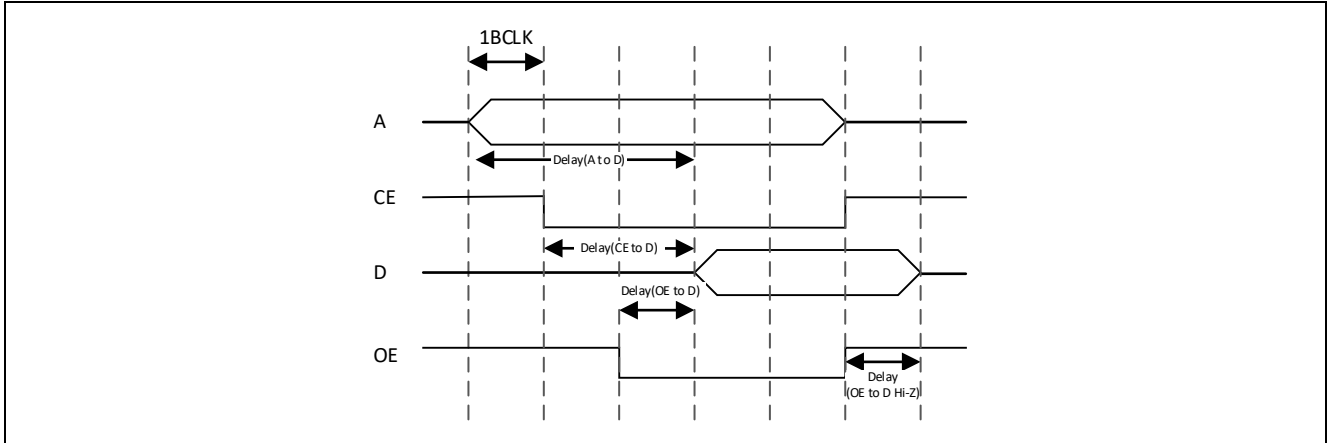 1BCLK
A
Delay(A to D)
CE
Delay(CE to D)
D
Delay(OE to D)
OE
Delay
(OE to D Hi-Z)